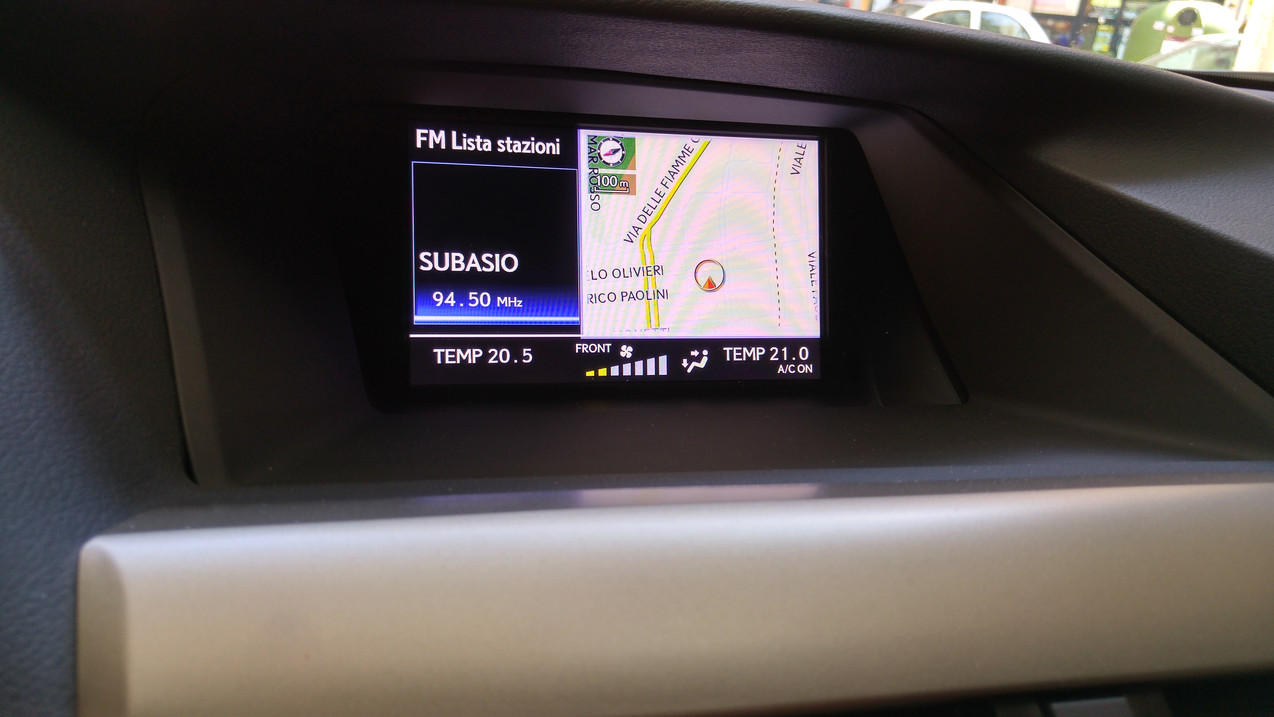 FM Lista stazioni
SUBASIO
94.50 MHz
100 m
VIA DELLE FIAMME
VIALE
LO OLIVIERI
RICO PAOLINI
TEMP 20.5
FRONT
TEMP 21.0
A/C ON